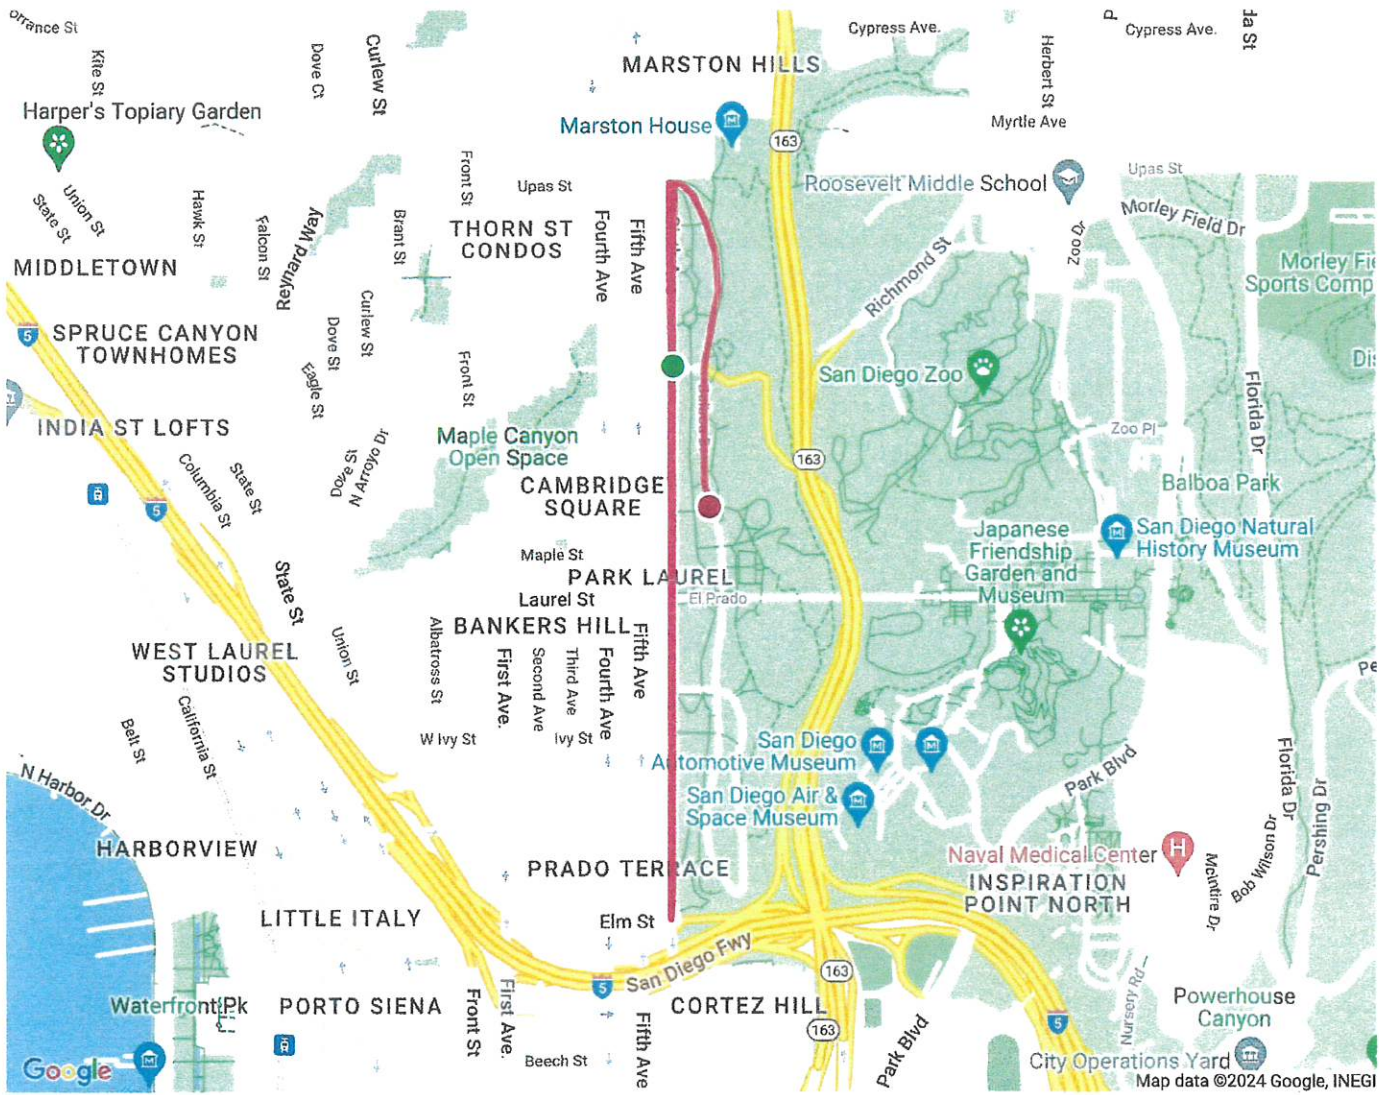 orrance St
Kite St
Dove Ct
Curlew St
MARSTON HILLS
Cypress Ave.
Herbert St
Cypress Ave.
da St
Harper's Topiary Garden
Marston House
163
Myrtle Ave
Roosevelt Middle School
Upas St
State St
Union St
Hawk St
Falcon St
Reynard Way
Brant St
Front St
Upas St
THORN ST
CONDOS
Fourth Ave
Fifth Ave
Richmond St
Zoo Dr
Morley Field Dr
MIDDLETOWN
Morley Fie
Sports Comp
5
SPRUCE CANYON
TOWNHOMES
Dove St
Curlew St
Eagle St
Front St
San Diego Zoo
Florida Dr
Dis
INDIA ST LOFTS
Maple Canyon
Open Space
Zoo Pl
163
Columbia St
State St
Dove St
N Arroyo Dr
CAMBRIDGE
SQUARE
Balboa Park
5
Japanese
Friendship
Garden and
Museum
San Diego Natural
History Museum
Maple St
PARK LAUREL
Laurel St
El Prado
State St
BANKERS HILL
WEST LAUREL
STUDIOS
Union St
Albatross St
First Ave.
Second Ave
Third Ave
Fourth Ave
Fifth Ave
Pe
Belt St
California St
W Ivy St
Ivy St
San Diego
Automotive Museum
San Diego Air &
Space Museum
Park Blvd
Florida Dr
Pershing Dr
N Harbor Dr
HARBORVIEW
PRADO TERRACE
Naval Medical Center
H
INSPIRATION
POINT NORTH
McIntire Dr
Bob Wilson Dr
LITTLE ITALY
Elm St
San Diego Fwy
5
163
Waterfront Pk
PORTO SIENA
Front St
First Ave.
CORTEZ HILL
163
Fifth Ave
Park Blvd
5
Nursery Rd
Powerhouse
Canyon
Beech St
City Operations Yard
Google
Map data ©2024 Google, INEGI